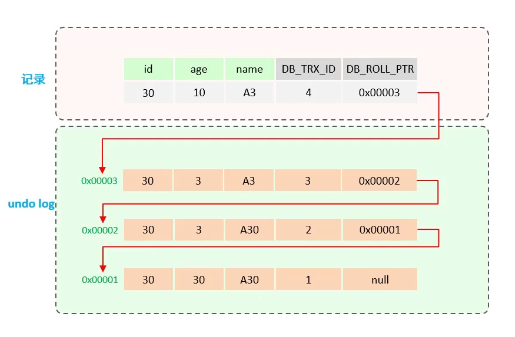 记录
id age name DB_TRX_ID DB_ROLL_PTR
30 10 A3 4 0x00003
undo log
0x00003 30 3 A3 3 0x00002
0x00002 30 3 A30 2 0x00001
0x00001 30 30 A30 1 null